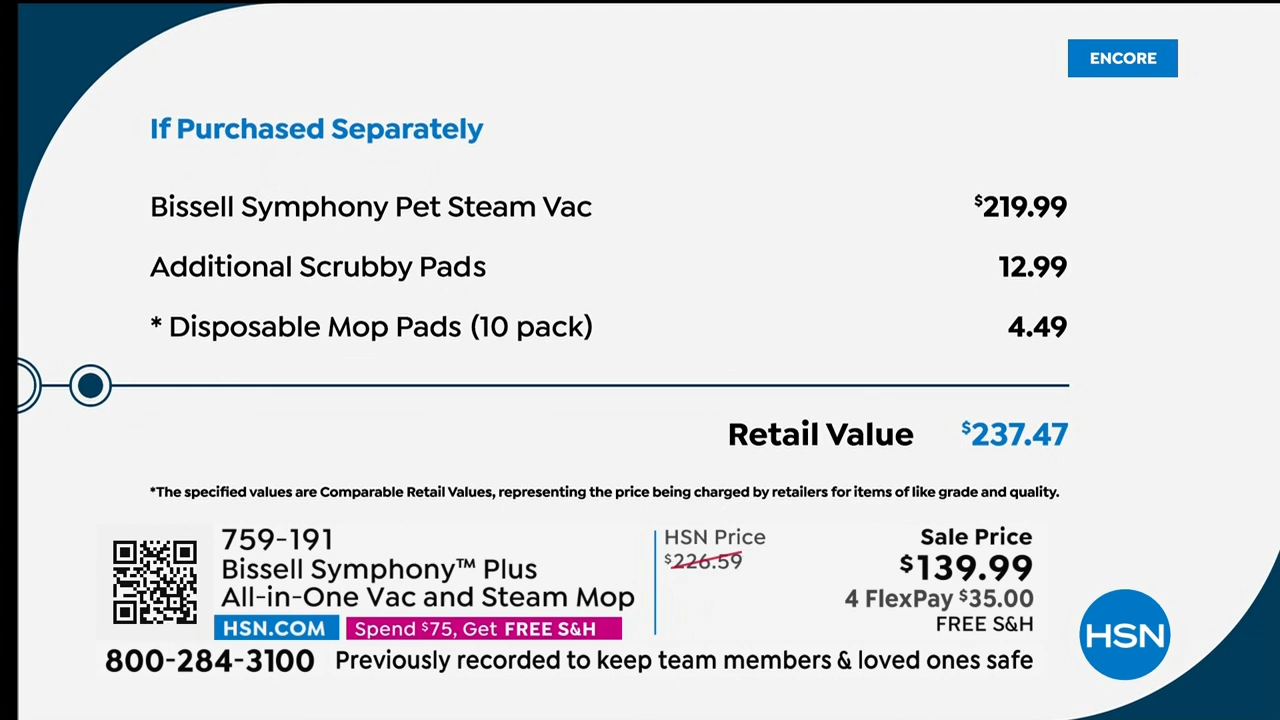 ENCORE
If Purchased Separately
Bissell Symphony Pet Steam Vac $219.99
Additional Scrubby Pads 12.99
* Disposable Mop Pads (10 pack) 4.49
Retail Value $237.47
*The specified values are Comparable Retail Values, representing the price being charged by retailers for items of like grade and quality.
759-191
Bissell Symphony™ Plus
All-in-One Vac and Steam Mop
HSN.COM Spend $75, Get FREE S&H
HSN Price
$226.59
Sale Price
$139.99
4 FlexPay $35.00
FREE S&H
HSN
800-284-3100 Previously recorded to keep team members & loved ones safe